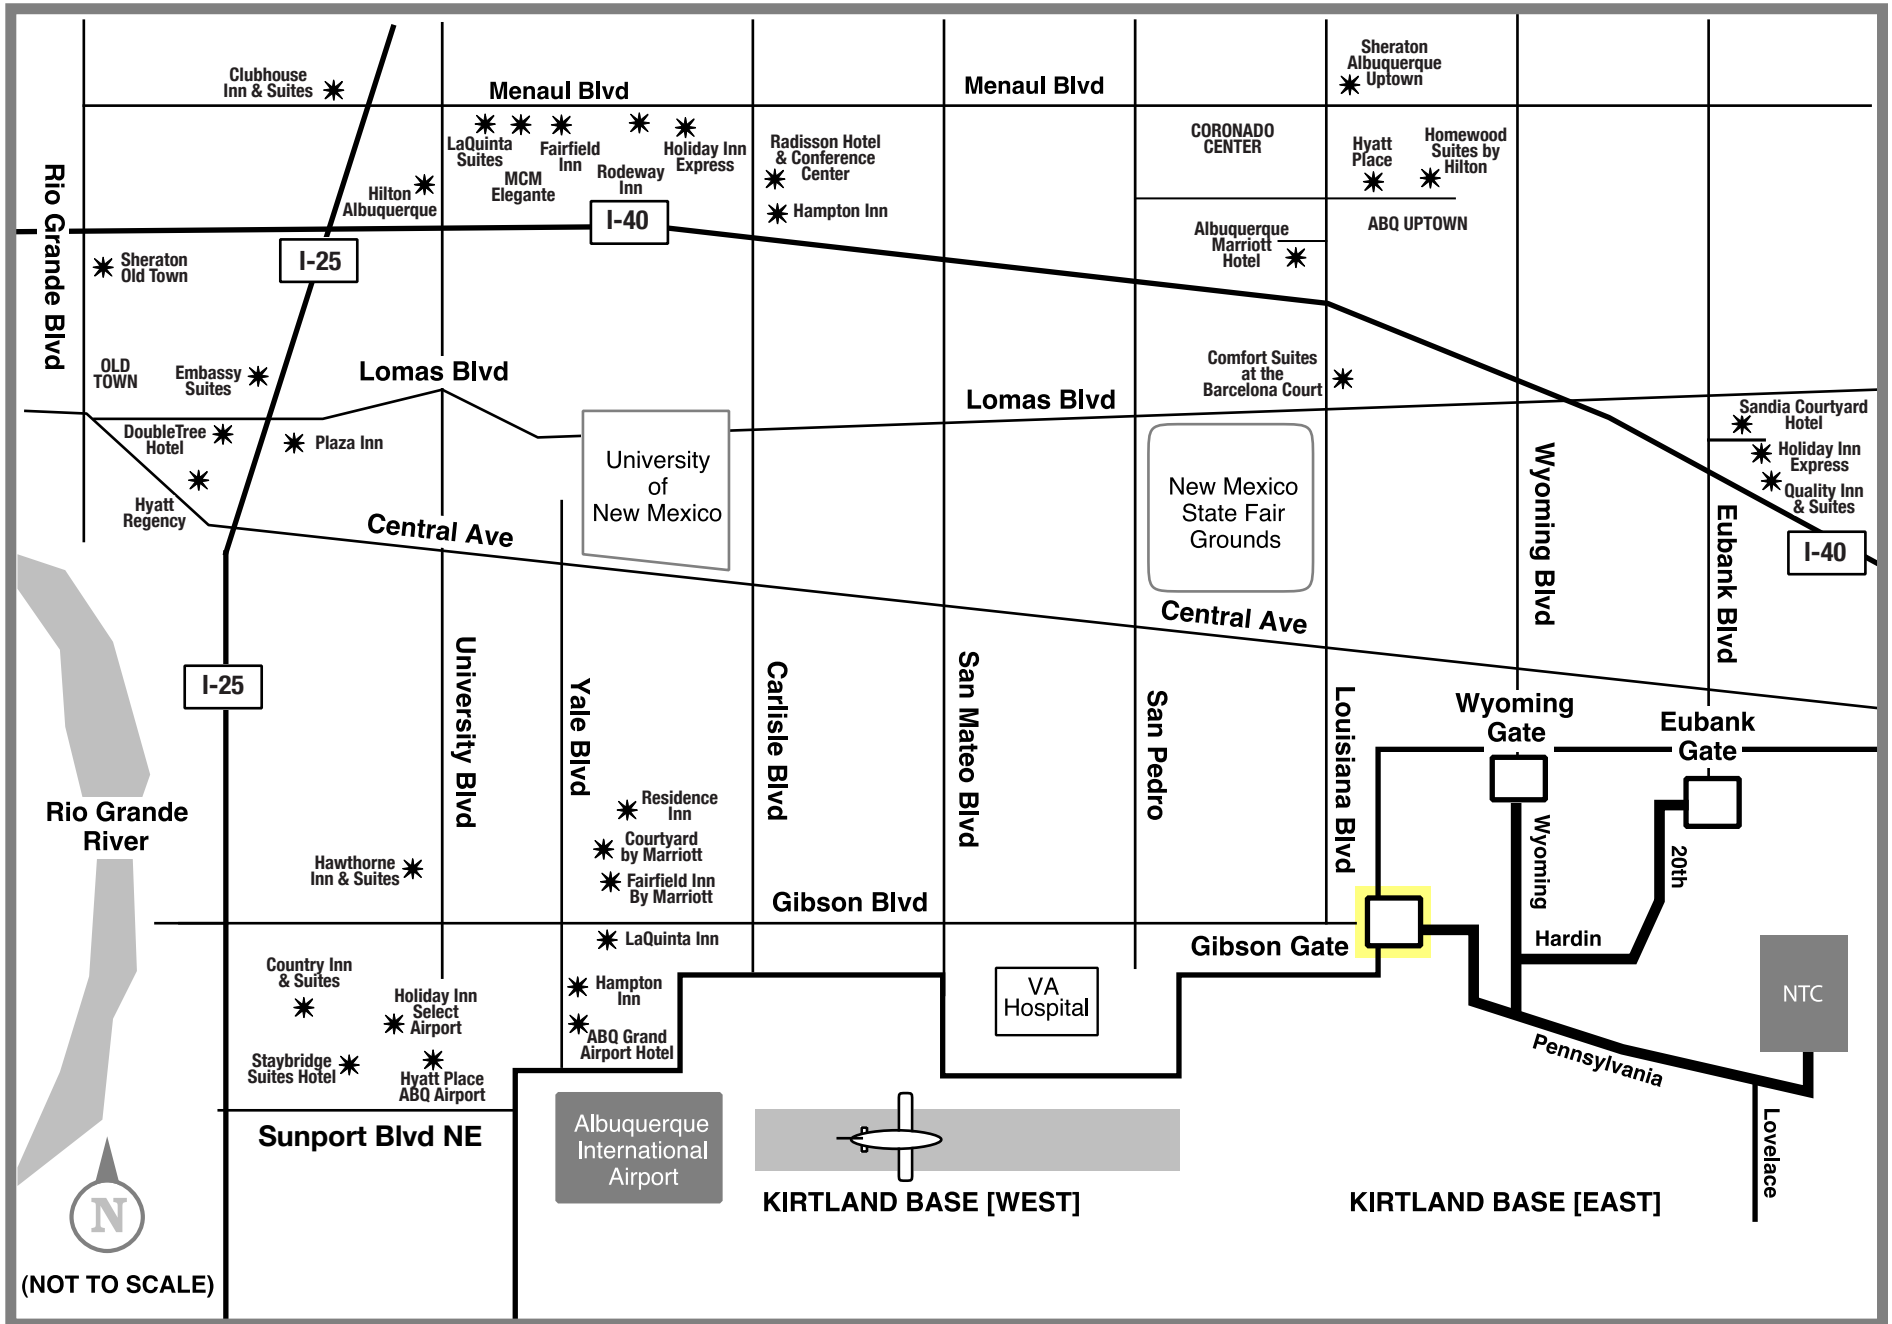 Clubhouse
Inn & Suites
Menaul Blvd
Menaul Blvd
Sheraton
Albuquerque
Uptown
LaQuinta
Suites
MCM
Elegante
Fairfield
Inn
Rodeway
Inn
Holiday Inn
Express
Radisson Hotel
& Conference
Center
Hampton Inn
CORONADO
CENTER
Hyatt
Place
Homewood
Suites by
Hilton
Rio Grande Blvd
Hilton
Albuquerque
I-40
I-25
Albuquerque
Marriott
Hotel
ABQ UPTOWN
Sheraton
Old Town
OLD
TOWN
Embassy
Suites
Lomas Blvd
Lomas Blvd
Comfort Suites
at the
Barcelona Court
Sandia Courtyard
Hotel
Holiday Inn
Express
Quality Inn
& Suites
DoubleTree
Hotel
Plaza Inn
Hyatt
Regency
University
of
New Mexico
New Mexico
State Fair
Grounds
Wyoming Blvd
Eubank Blvd
I-40
Central Ave
Central Ave
I-25
University Blvd
Yale Blvd
Carlisle Blvd
San Mateo Blvd
San Pedro
Louisiana Blvd
Wyoming
Gate
Eubank
Gate
Rio Grande
River
Residence
Inn
Courtyard
by Marriott
Fairfield Inn
By Marriott
Hawthorne
Inn & Suites
Wyoming
20th
Gibson Blvd
LaQuinta Inn
Gibson Gate
Hardin
Country Inn
& Suites
Holiday Inn
Select
Airport
Hampton
Inn
VA
Hospital
NTC
ABQ Grand
Airport Hotel
Staybridge
Suites Hotel
Hyatt Place
ABQ Airport
Pennsylvania
Sunport Blvd NE
Albuquerque
International
Airport
Lovelace
KIRTLAND BASE [WEST]
KIRTLAND BASE [EAST]
N
(NOT TO SCALE)